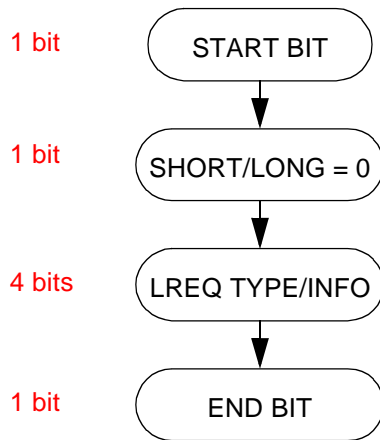 1 bit START BIT
1 bit SHORT/LONG = 0
4 bits LREQ TYPE/INFO
1 bit END BIT